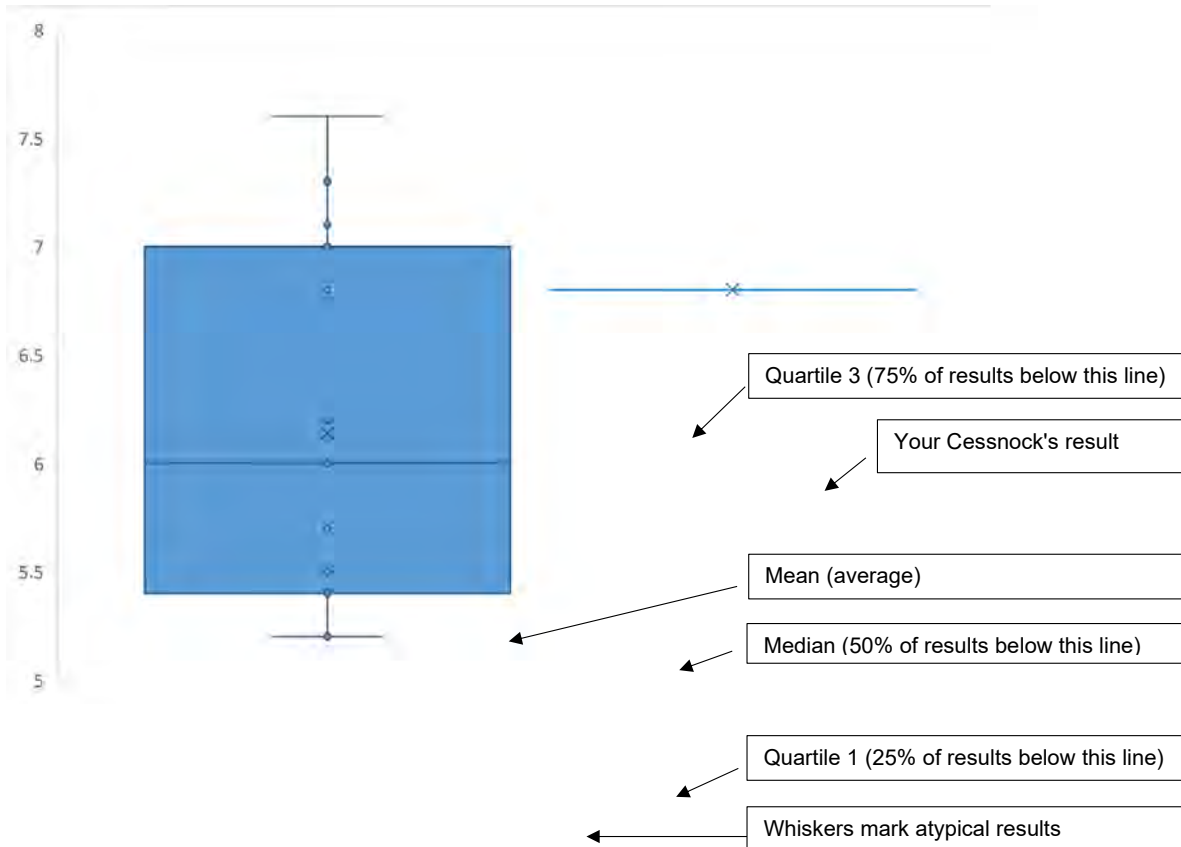 8
7.5
7
6.5
6
5.5
5
Quartile 3 (75% of results below this line)
Your Cessnock's result
Mean (average)
Median (50% of results below this line)
Quartile 1 (25% of results below this line)
Whiskers mark atypical results